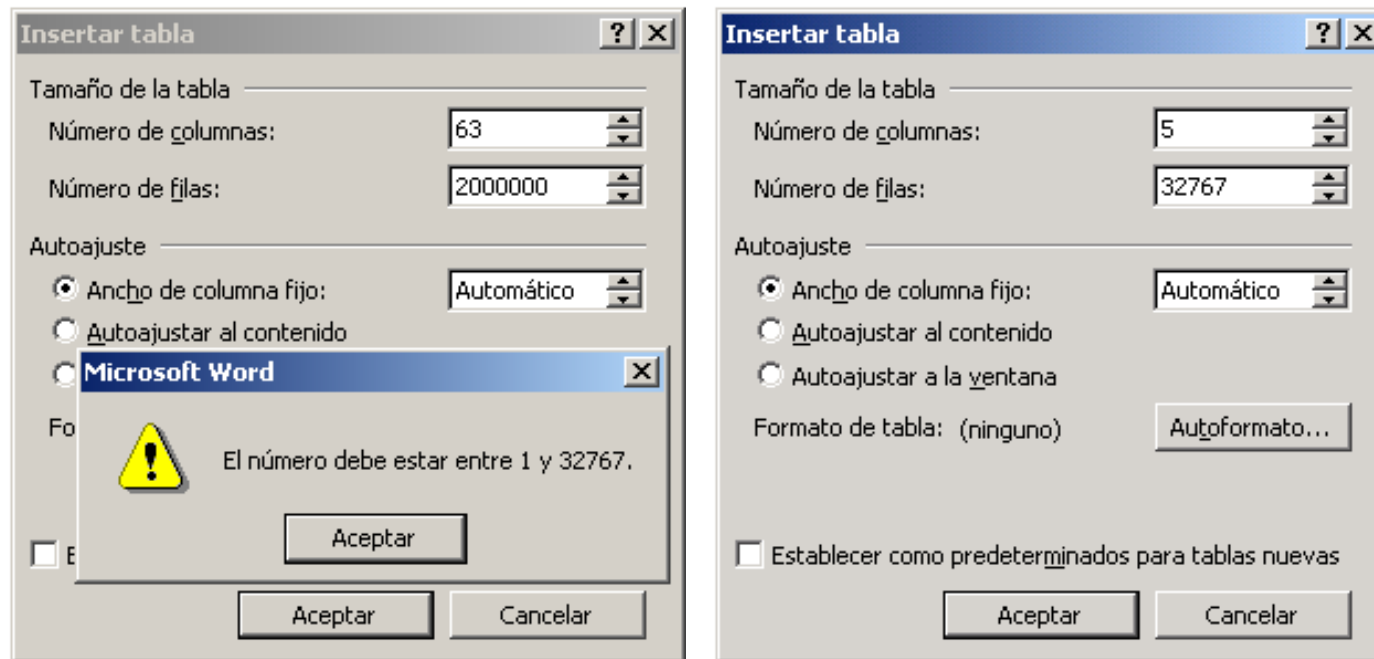 Insertar tabla
Tamaño de la tabla
Número de columnas: 63
Número de filas: 2000000
Autoajuste
Ancho de columna fijo: Automático
Autoajustar al contenido
Microsoft Word
Fo
El número debe estar entre 1 y 32767.
Aceptar
E
Aceptar Cancelar
Insertar tabla
Tamaño de la tabla
Número de columnas: 5
Número de filas: 32767
Autoajuste
Ancho de columna fijo: Automático
Autoajustar al contenido
Autoajustar a la ventana
Formato de tabla: (ninguno) Autoformato...
Establecer como predeterminados para tablas nuevas
Aceptar Cancelar